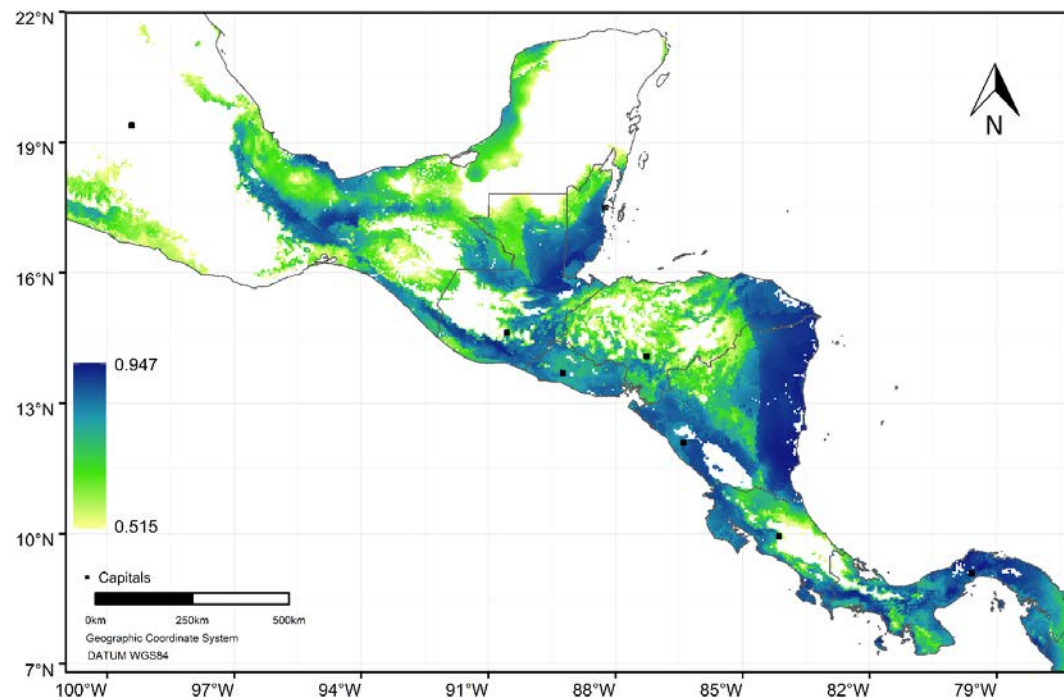 22°N
19°N
16°N
13°N
10°N
7°N
N
0.947
0.515
Capitals
0km 250km 500km
Geographic Coordinate System
DATUM WGS84
100°W 97°W 94°W 91°W 88°W 85°W 82°W 79°W